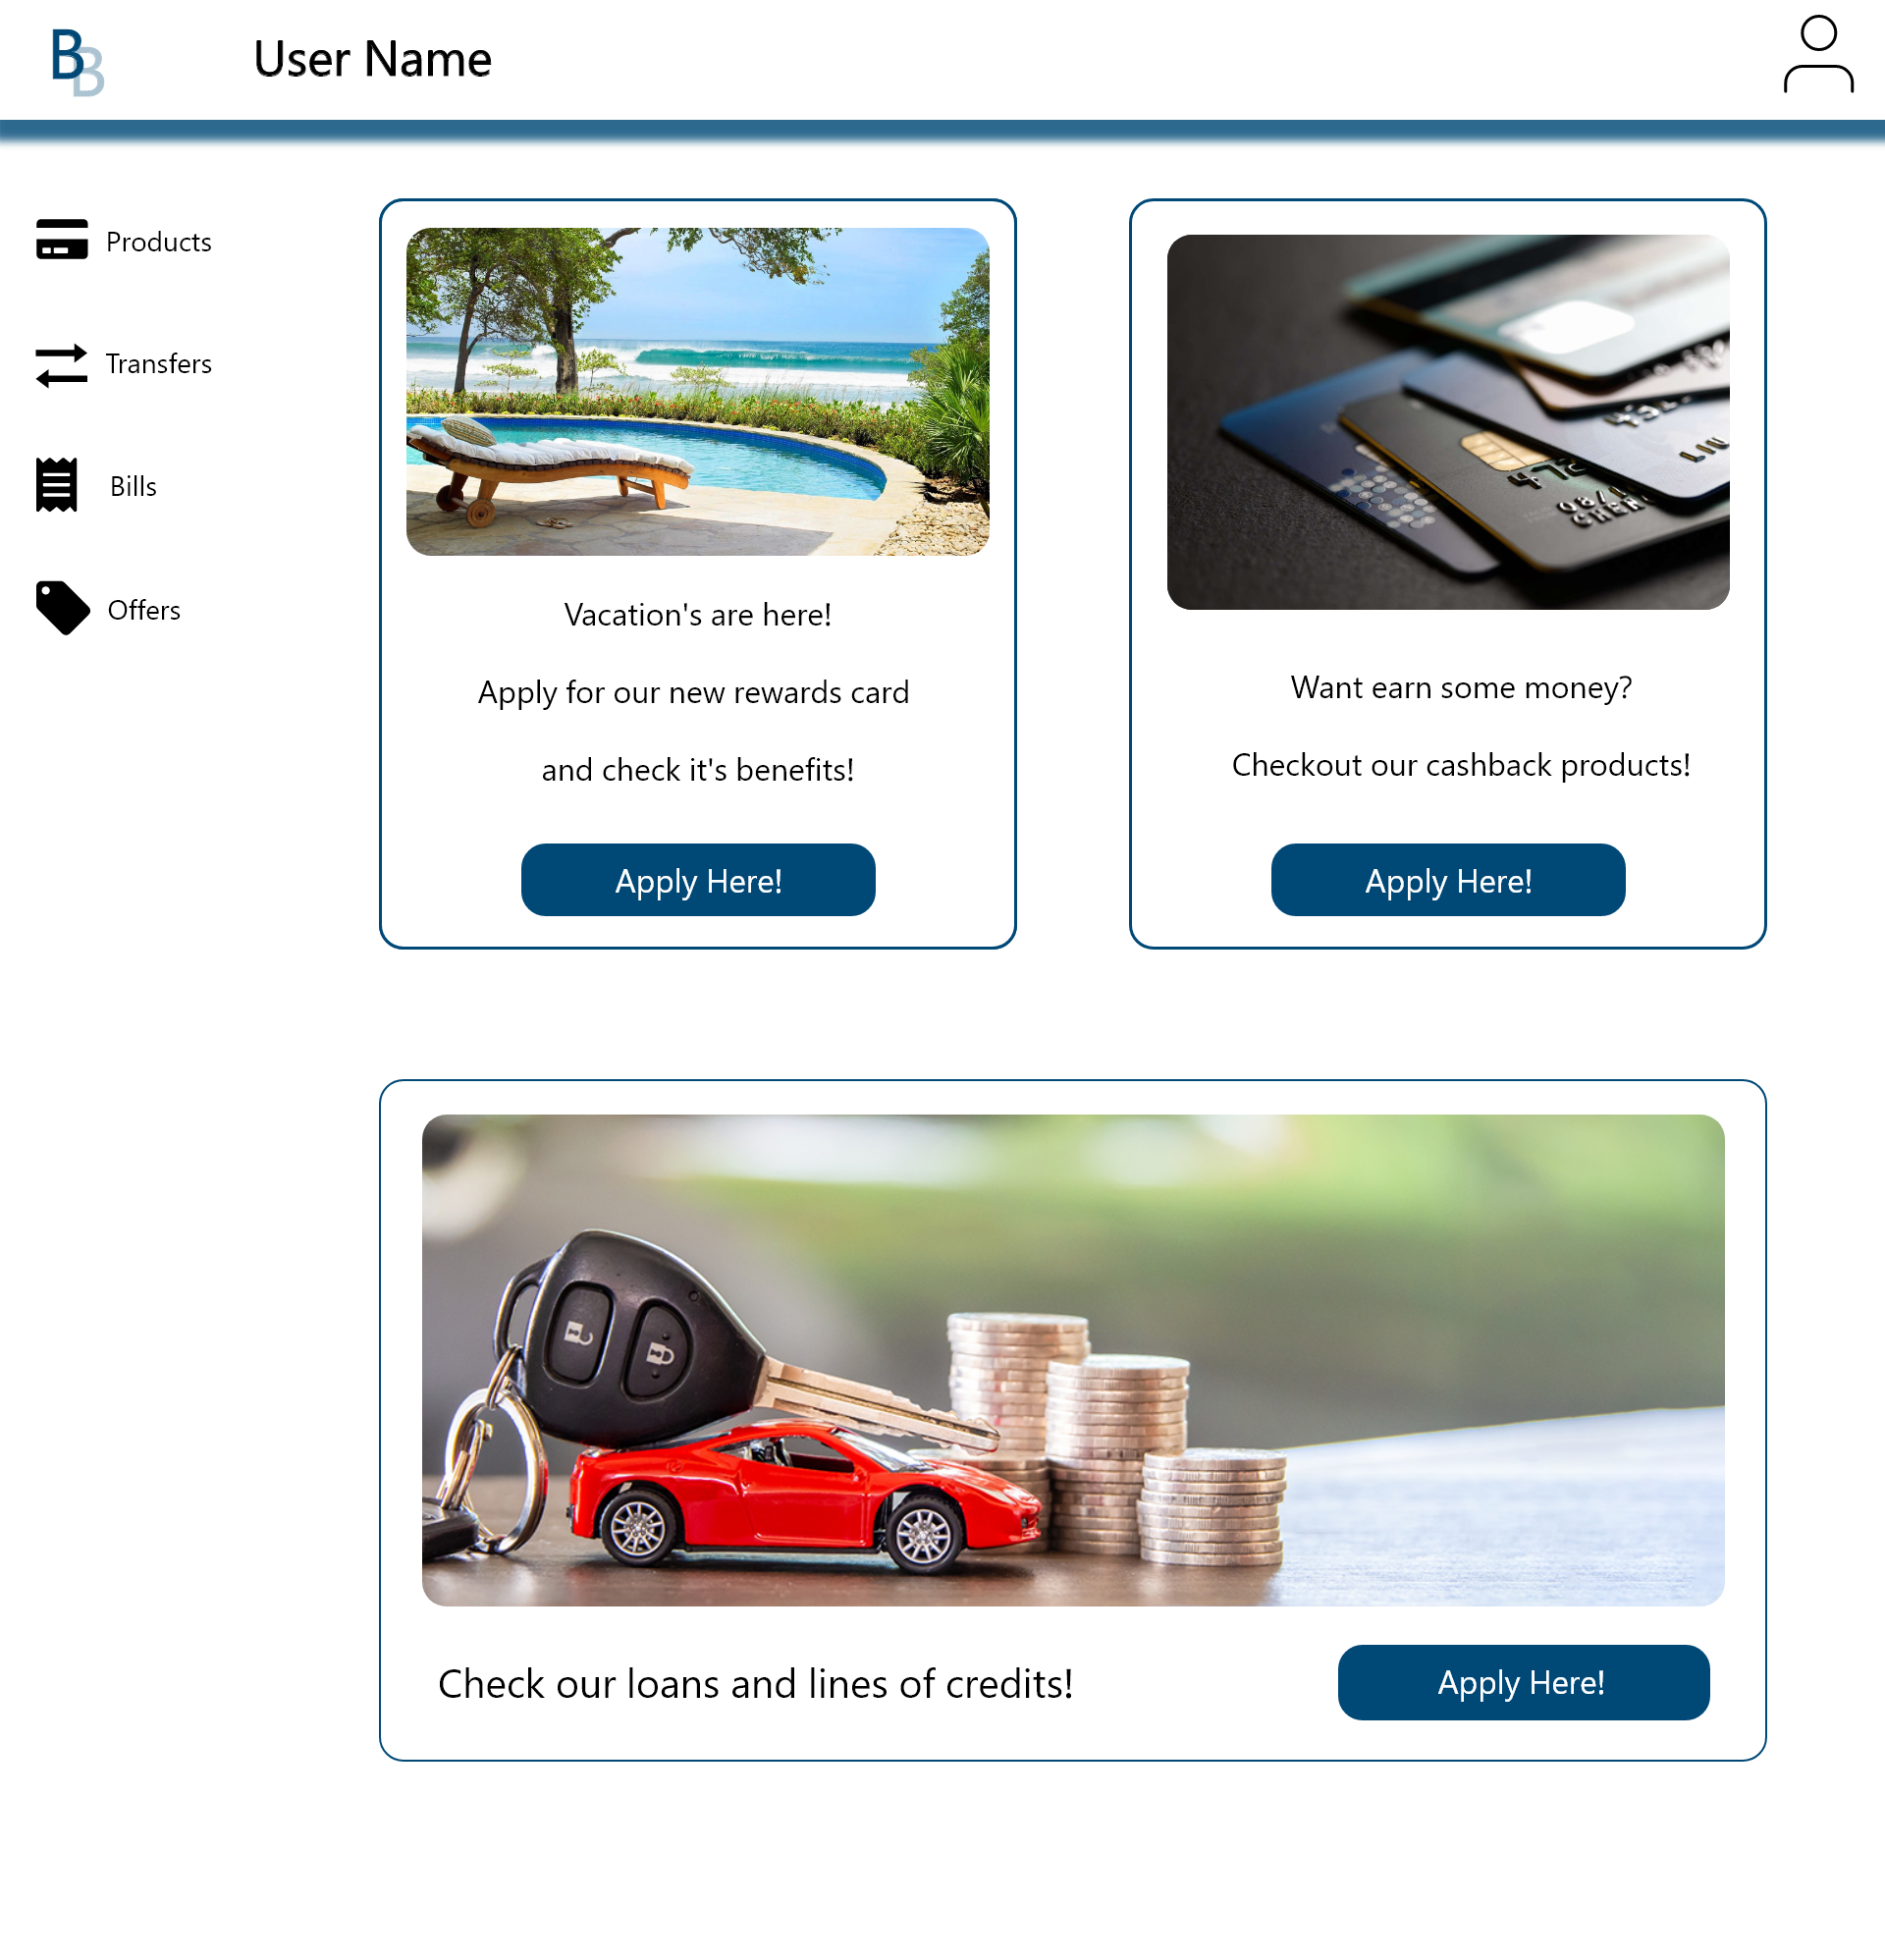 BB
User Name
Products
Transfers
Bills
Offers
Vacation's are here!
Apply for our new rewards card
and check it's benefits!
Apply Here!
Want earn some money?
Checkout our cashback products!
Apply Here!
Check our loans and lines of credits!
Apply Here!